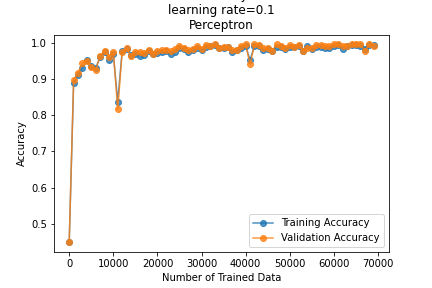 learning rate=0.1
Perceptron
1.0
0.9
0.8
0.7
0.6
0.5
Accuracy
Training Accuracy
Validation Accuracy
0 10000 20000 30000 40000 50000 60000 70000
Number of Trained Data